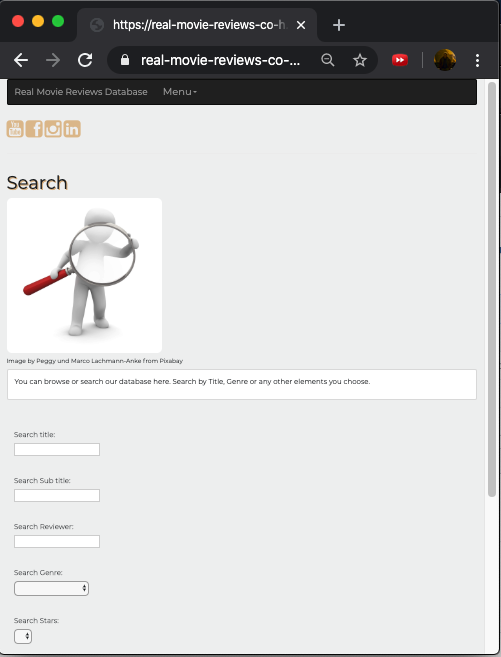 https://real-movie-reviews-co-h
real-movie-reviews-co-...
Real Movie Reviews Database Menu
You Tube
Search
Image by Peggy und Marco Lachmann-Anke from Pixabay
You can browse or search our database here. Search by Title, Genre or any other elements you choose.
Search title:
Search Sub title:
Search Reviewer:
Search Genre:
Search Stars: